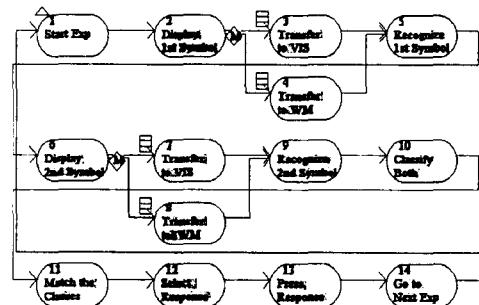 1
Start Exp
2
Display
1st Symbol
3
Transfer
to VIS
5
Recognize
1st Symbol
4
Transfer
to WM
6
Display
2nd Symbol
7
Transfer
to VIS
9
Recognize
2nd Symbol
10
Classify
Both
8
Transfer
to WM
11
Match the
Choices
12
Select
Response
13
Press
Response
14
Go to
Next Exp